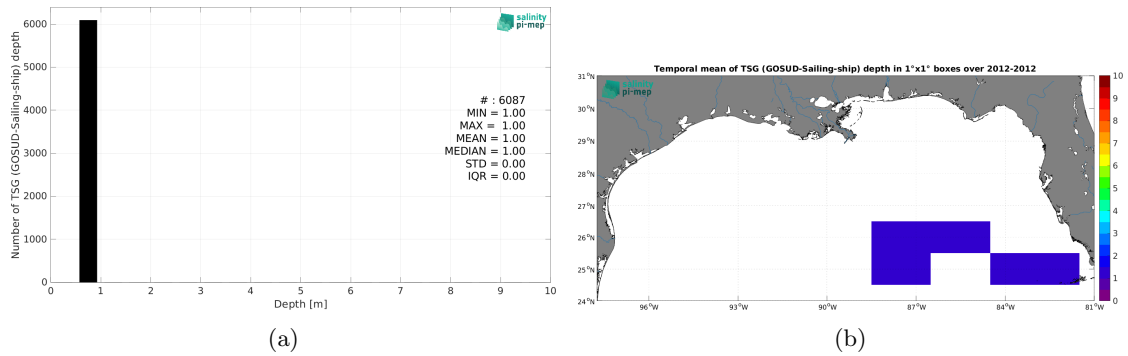 6000
5000
4000
3000
2000
1000
0
Number of TSG (GOSUD-Sailing-ship) depth
salinity
pi-mep
# : 6087
MIN = 1.00
MAX = 1.00
MEAN = 1.00
MEDIAN = 1.00
STD = 0.00
IQR = 0.00
0 1 2 3 4 5 6 7 8 9 10
Depth [m]
(a)
Temporal mean of TSG (GOSUD-Sailing-ship) depth in 1°x1° boxes over 2012-2012
salinity
pi-mep
31°N
30°N
29°N
28°N
27°N
26°N
25°N
24°N
96°W 93°W 90°W 87°W 84°W 81°W
10
9
8
7
6
5
4
3
2
1
0
(b)